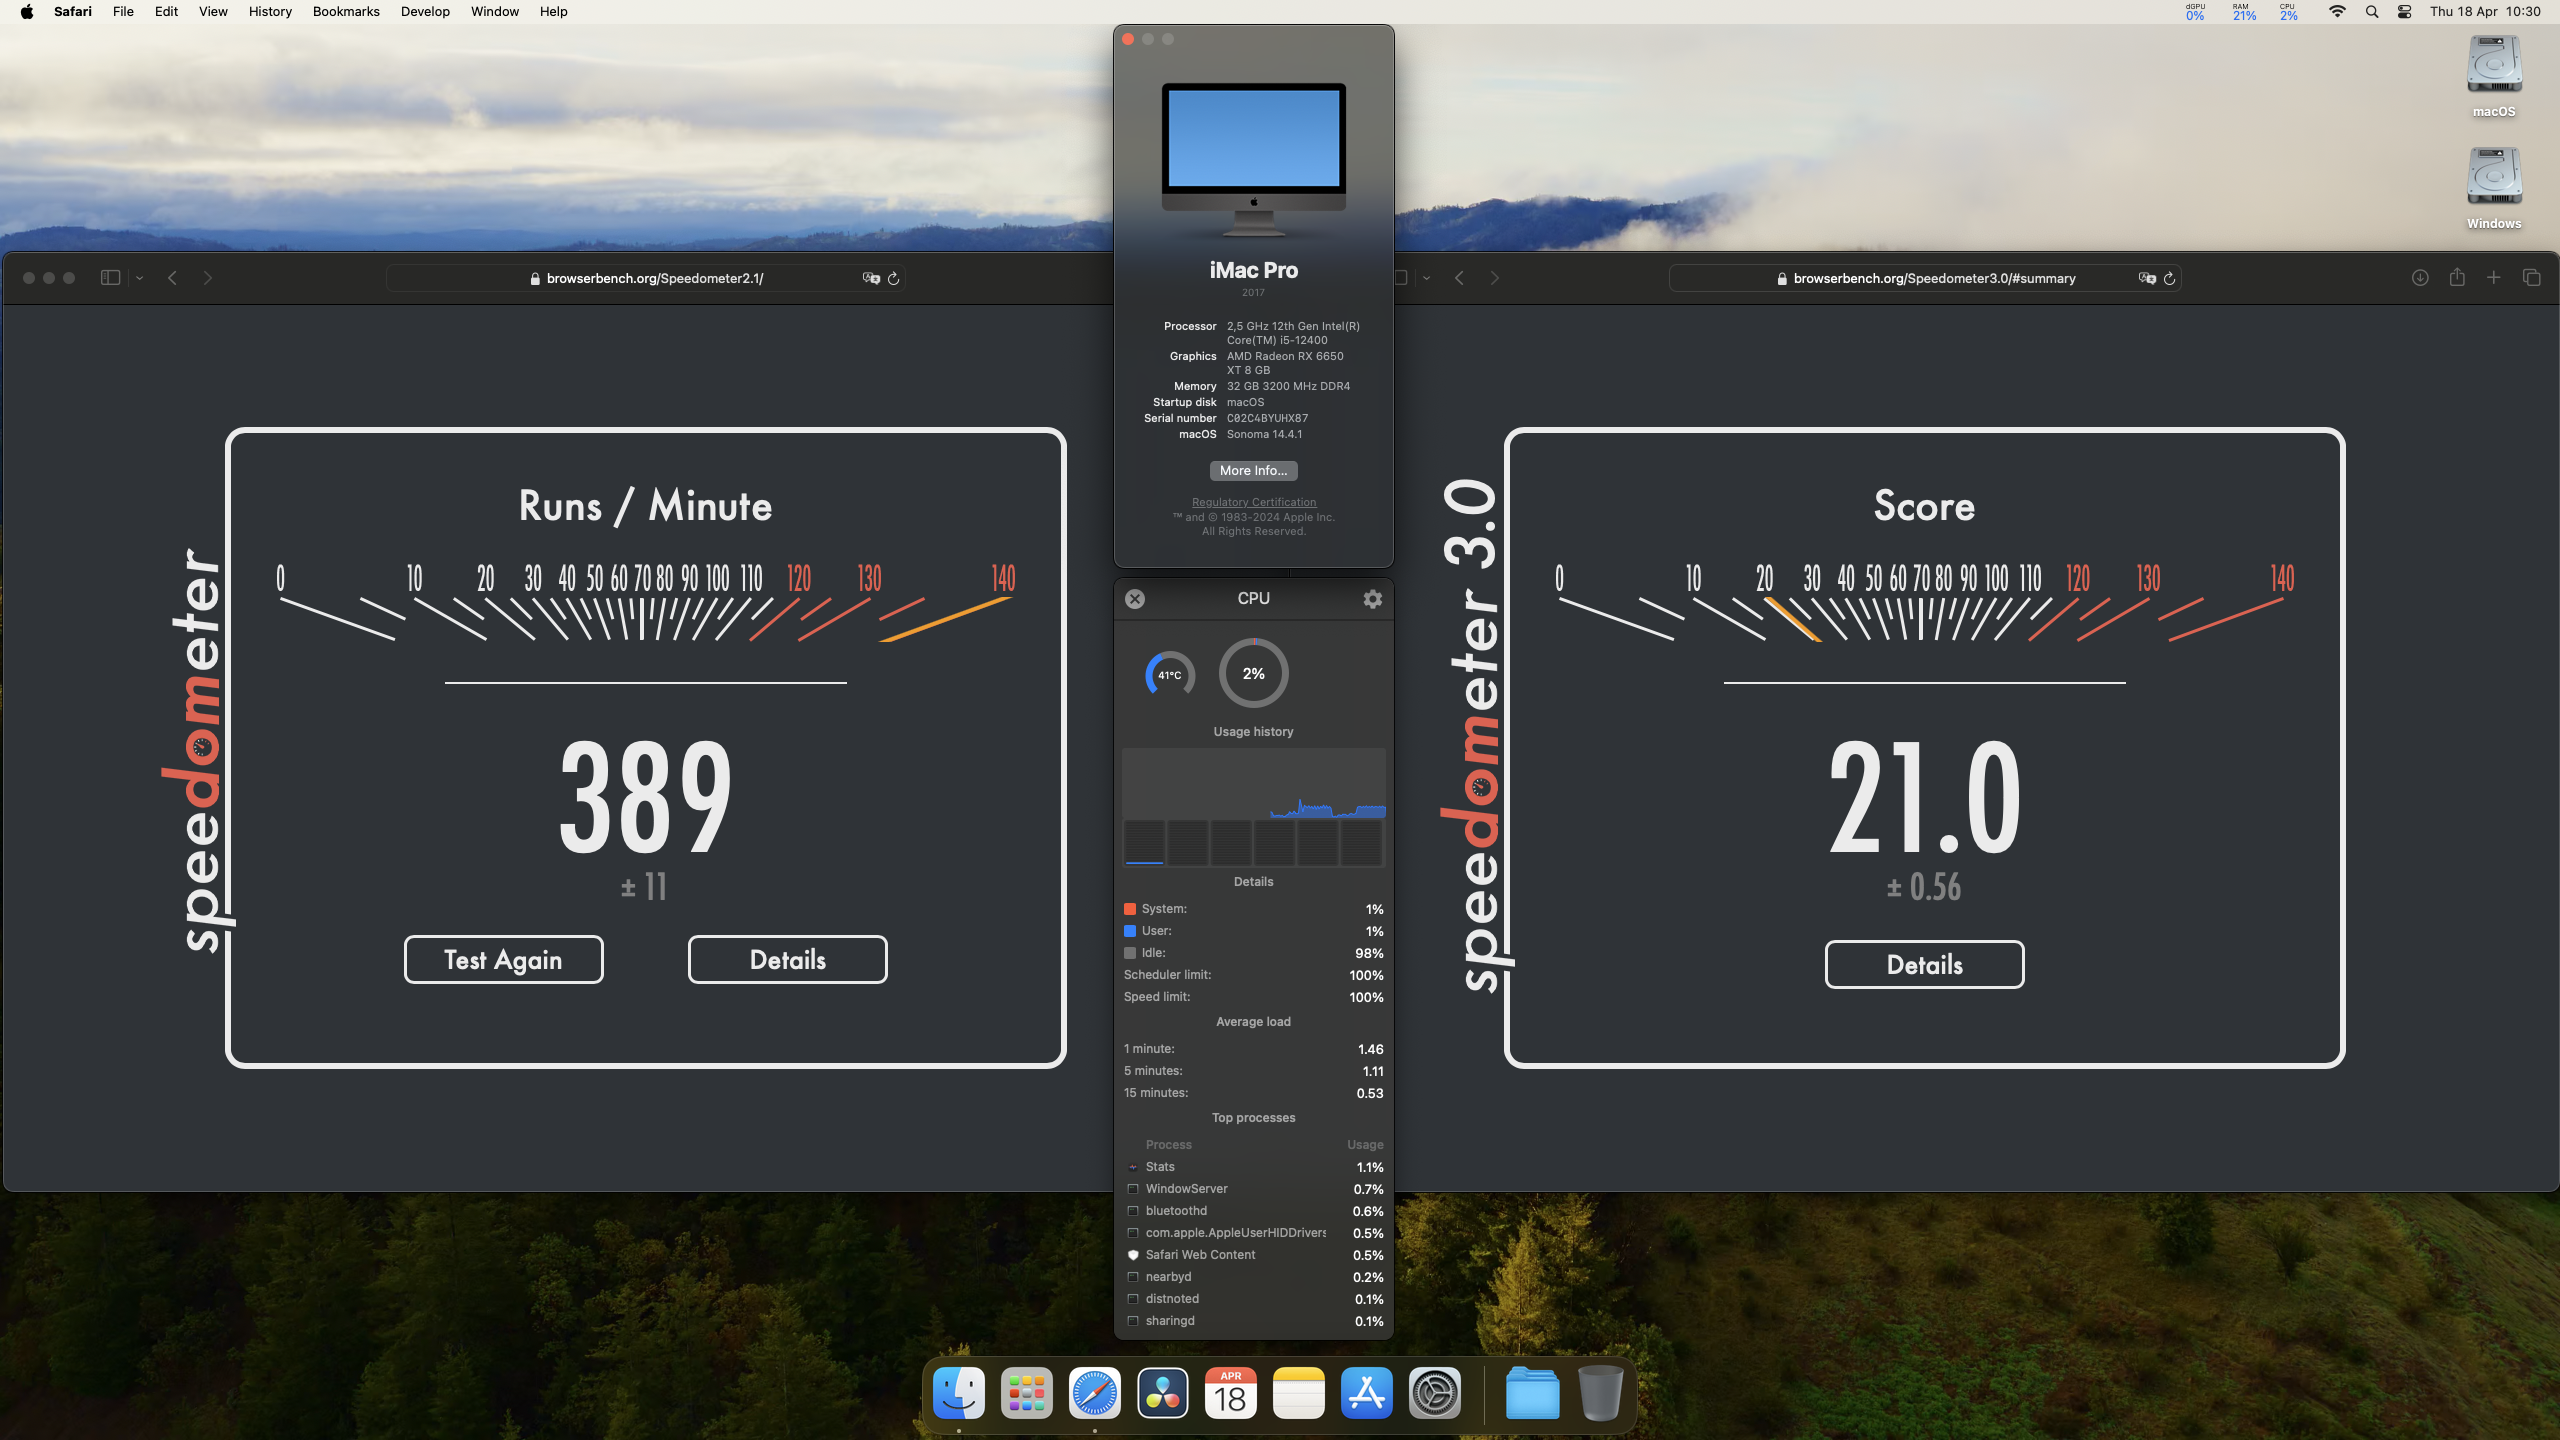 Safari File Edit View History Bookmarks Develop Window Help
dGPU 0% RAM 21% CPU 2% Thu 18 Apr 10:30
macOS
Windows
browserbench.org/Speedometer2.1/
speedometer
Runs / Minute
0 10 20 30 40 50 60 70 80 90 100 110 120 130 140
389
± 11
Test Again Details
iMac Pro
2017
Processor 2,5 GHz 12th Gen Intel(R)
Core(TM) i5-12400
Graphics AMD Radeon RX 6650
XT 8 GB
Memory 32 GB 3200 MHz DDR4
Startup disk macOS
Serial number C02C4BYUHX87
macOS Sonoma 14.4.1
More Info...
Regulatory Certification
™ and © 1983-2024 Apple Inc.
All Rights Reserved.
CPU
41°C 2%
Usage history
Details
System: 1%
User: 1%
Idle: 98%
Scheduler limit: 100%
Speed limit: 100%
Average load
1 minute: 1.46
5 minutes: 1.11
15 minutes: 0.53
Top processes
Process Usage
Stats 1.1%
WindowServer 0.7%
bluetoothd 0.6%
com.apple.AppleUserHIDDrivers 0.5%
Safari Web Content 0.5%
nearbyd 0.2%
distnoted 0.1%
sharingd 0.1%
browserbench.org/Speedometer3.0/#summary
speedometer 3.0
Score
0 10 20 30 40 50 60 70 80 90 100 110 120 130 140
21.0
± 0.56
Details
APR
18